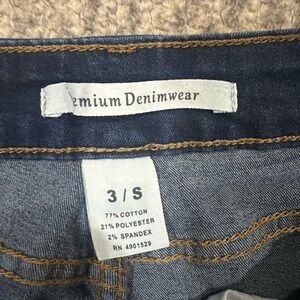 emium Denimwear
3 / S
77% COTTON
21% POLYESTER
2% SPANDEX
RN 4901529